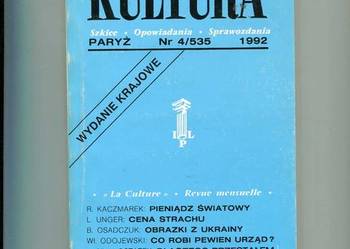 KULTURA
Szkice • Opowiadania • Sprawozdania
PARYŻ Nr 4/535 1992
WYDANIE KRAJOWE
I L
P
• «La Culture» • Revue mensuelle •
R. KACZMAREK: PIENIĄDZ ŚWIATOWY
L. UNGER: CENA STRACHU
B. OSADCZUK: OBRAZKI Z UKRAINY
WŁ. ODOJEWSKI: CO ROBI PEWIEN URZĄD?